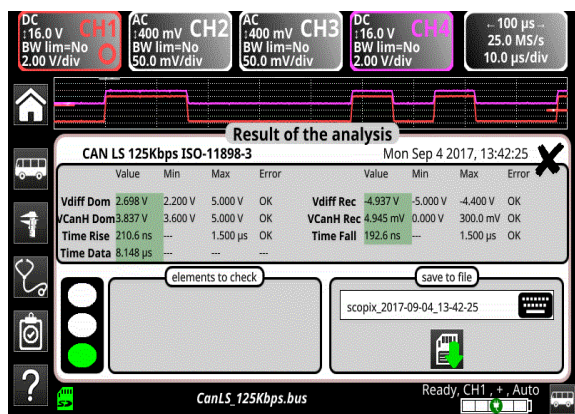 DC
↕16.0 V
CH1
BW lim=No
2.00 V/div
AC
↕400 mV
CH2
BW lim=No
50.0 mV/div
AC
↕400 mV
CH3
BW lim=No
50.0 mV/div
DC
↕16.0 V
CH4
BW lim=No
2.00 V/div
←100 µs→
25.0 MS/s
10.0 µs/div
Result of the analysis
CAN LS 125Kbps ISO-11898-3 Mon Sep 4 2017, 13:42:25
Value Min Max Error Value Min Max Error
Vdiff Dom 2.698 V 2.200 V 5.000 V OK Vdiff Rec -4.937 V -5.000 V -4.400 V OK
VCanH Dom 3.837 V 3.600 V 5.000 V OK VCanH Rec 4.945 mV 0.000 V 300.0 mV OK
Time Rise 210.6 ns --- 1.500 µs OK Time Fall 192.6 ns --- 1.500 µs OK
Time Data 8.148 µs --- --- ---
elements to check
save to file
scopix_2017-09-04_13-42-25
?
SD
CanLS_125Kbps.bus
Ready, CH1 , + , Auto